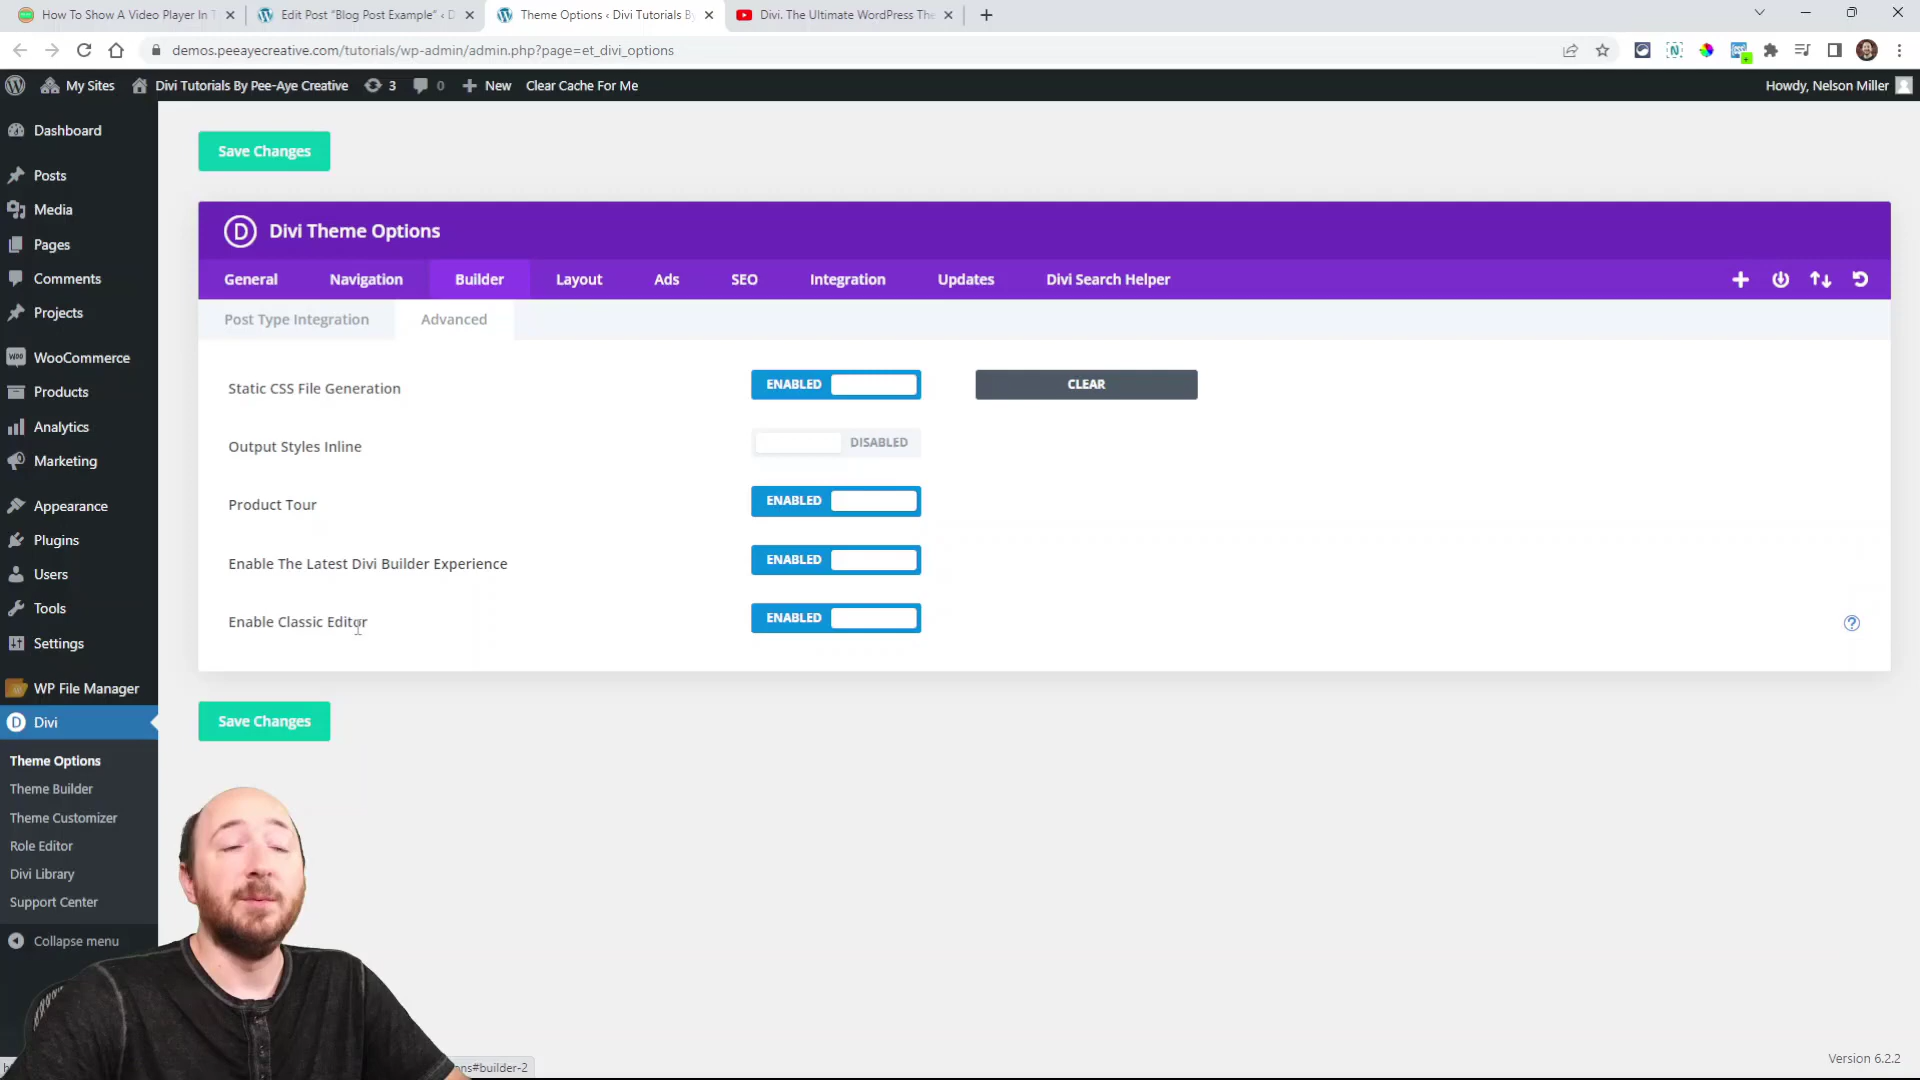 How To Show A Video Player In T
Edit Post "Blog Post Example" ‹ D
Theme Options ‹ Divi Tutorials By
Divi. The Ultimate WordPress The
demos.peeayecreative.com/tutorials/wp-admin/admin.php?page=et_divi_options
My Sites
Divi Tutorials By Pee-Aye Creative
3
0
New
Clear Cache For Me
Howdy, Nelson Miller
Dashboard
Posts
Media
Pages
Comments
Projects
WooCommerce
Products
Analytics
Marketing
Appearance
Plugins
Users
Tools
Settings
WP File Manager
Divi
Theme Options
Theme Builder
Theme Customizer
Role Editor
Divi Library
Support Center
Collapse menu
Save Changes
D Divi Theme Options
General Navigation Builder Layout Ads SEO Integration Updates Divi Search Helper
Post Type Integration Advanced
Static CSS File Generation ENABLED CLEAR
Output Styles Inline DISABLED
Product Tour ENABLED
Enable The Latest Divi Builder Experience ENABLED
Enable Classic Editor ENABLED ?
Save Changes
ons#builder-2
Version 6.2.2